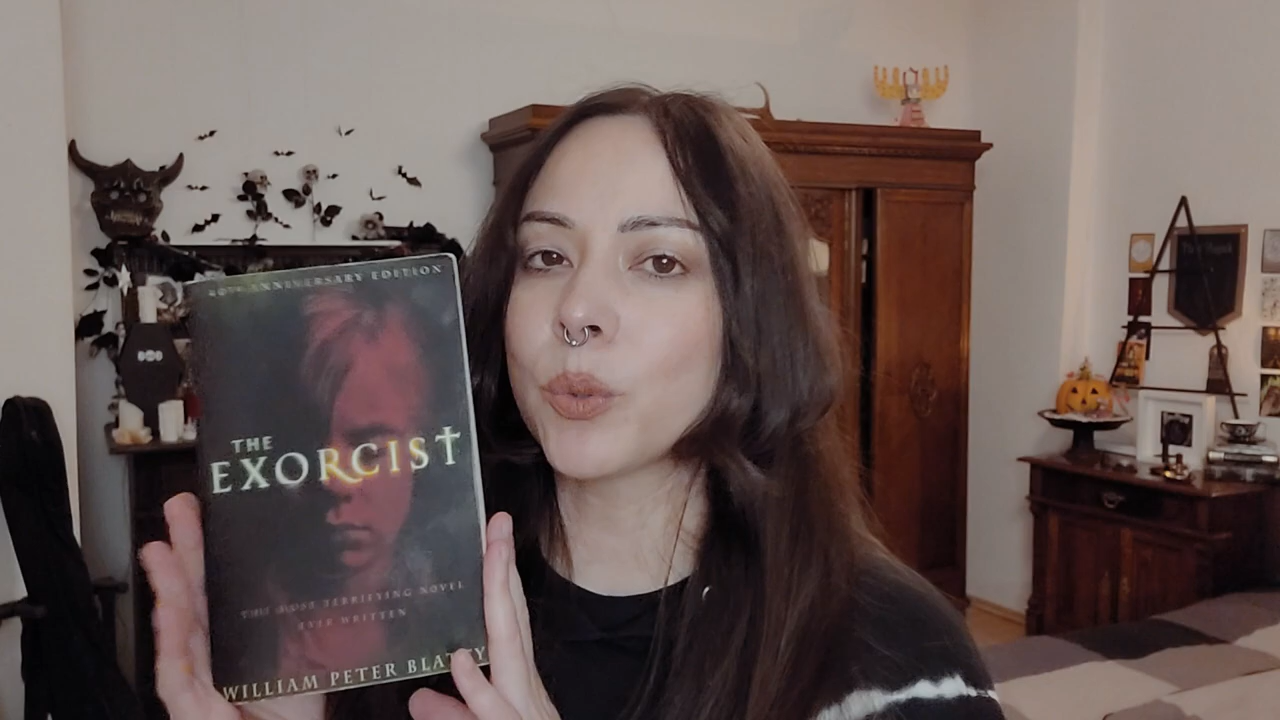 40TH ANNIVERSARY EDITION
THE
EXORCIST
THE MOST TERRIFYING NOVEL
EVER WRITTEN
WILLIAM PETER BLATTY